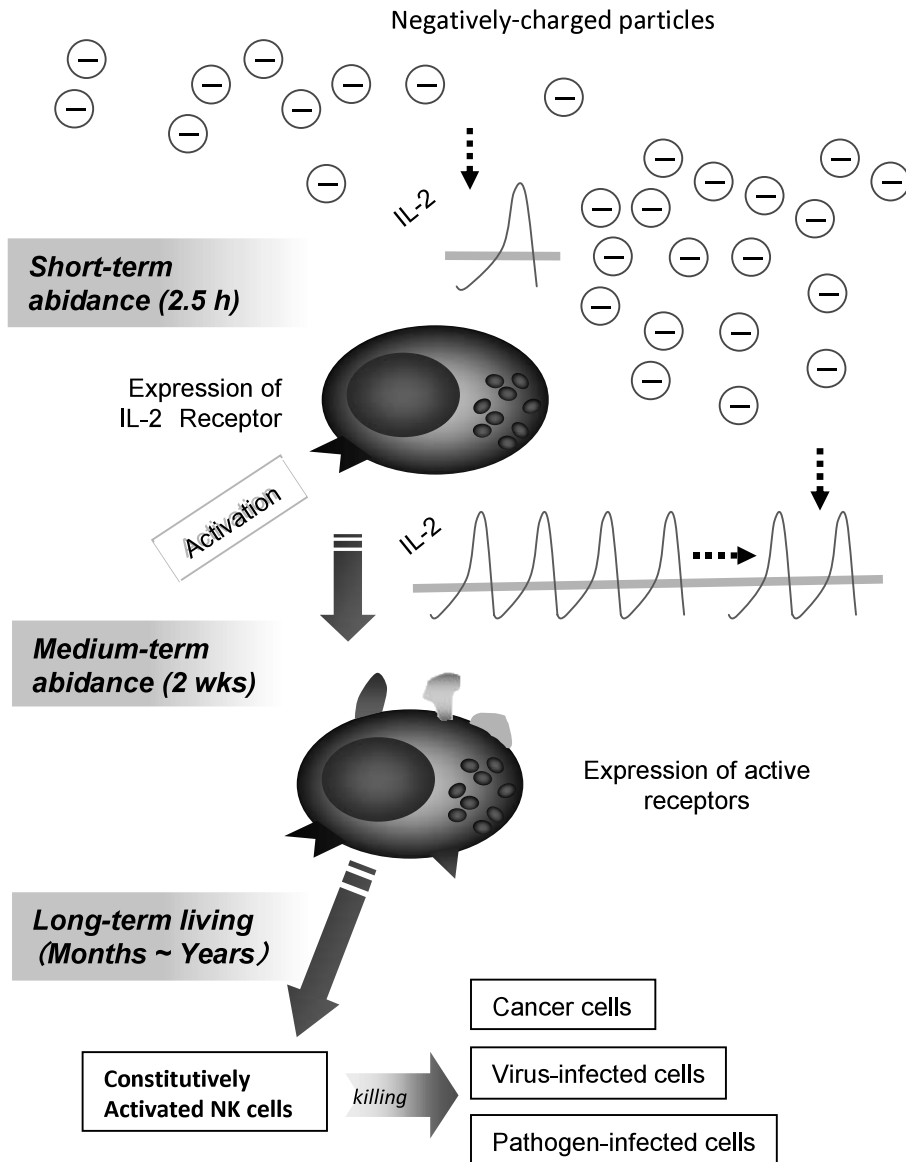 Negatively-charged particles
IL-2
Short-term
abidance (2.5 h)
Expression of
IL-2 Receptor
Activation
IL-2
Medium-term
abidance (2 wks)
Expression of active
receptors
Long-term living
(Months ~ Years)
Constitutively
Activated NK cells
killing
Cancer cells
Virus-infected cells
Pathogen-infected cells